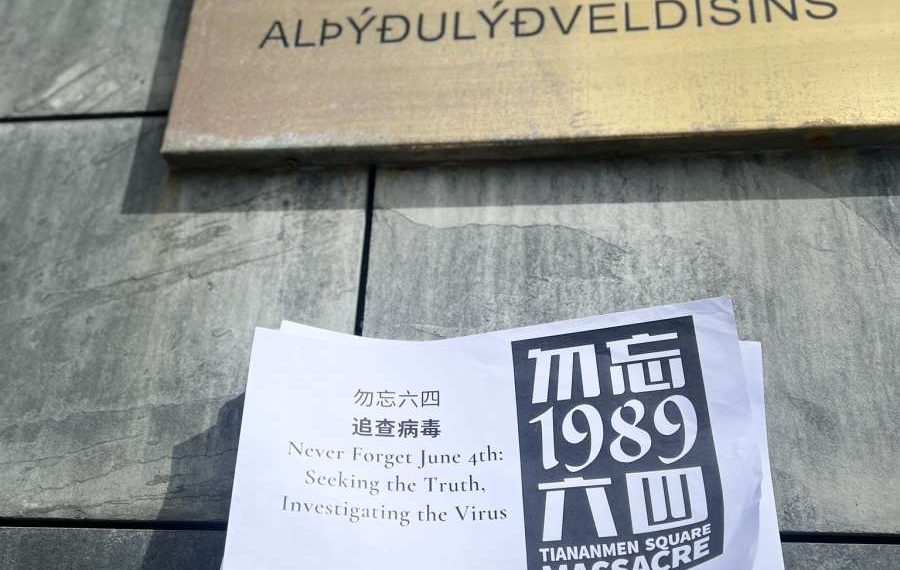 ALÞÝÐULÝÐVELDISINS
勿忘六四
追查病毒
Never Forget June 4th:
Seeking the Truth,
Investigating the Virus
勿忘
1989
六四
TIANANMEN SQUARE
MASSACRE